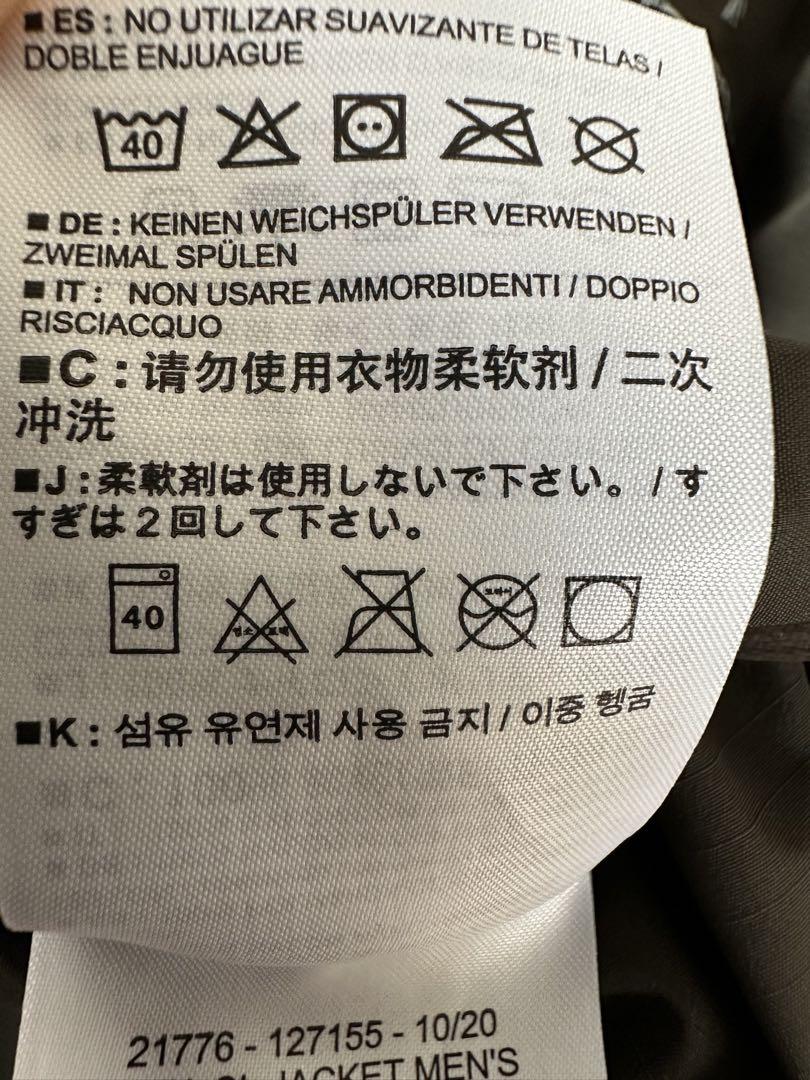 ■ ES : NO UTILIZAR SUAVIZANTE DE TELAS /
DOBLE ENJUAGUE
40
■ DE : KEINEN WEICHSPÜLER VERWENDEN /
ZWEIMAL SPÜLEN
■ IT : NON USARE AMMORBIDENTI / DOPPIO
RISCIACQUO
■ C : 请勿使用衣物柔软剂 / 二次
冲洗
■ J : 柔軟剤は使用しないで下さい。 / す
すぎは2回して下さい。
40
■ K : 섬유 유연제 사용 금지 / 이중 헹굼
21776 - 127155 - 10/20
JACKET MEN'S